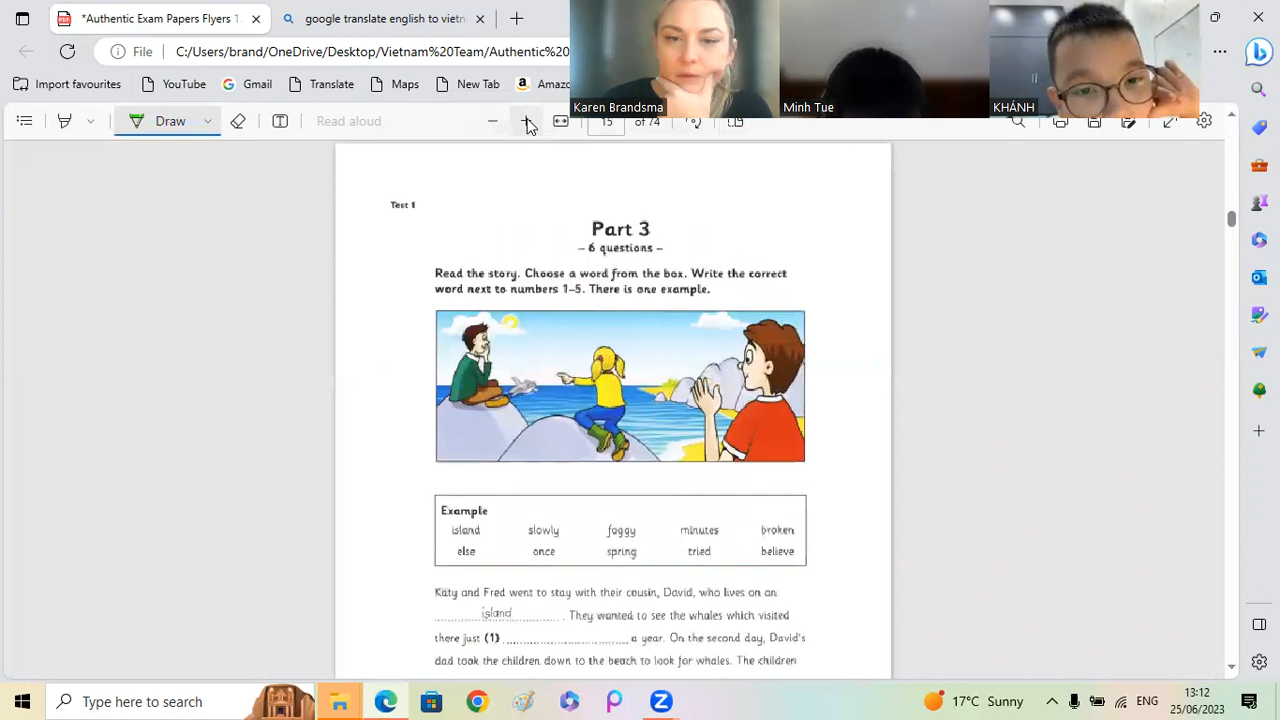 *Authentic Exam Papers Flyers 1.
google translate english to vietn
File
C:/Users/brand/OneDrive/Desktop/Vietnam%20Team/Authentic%20
Import favourites
YouTube
Gmail
Translate
Maps
New Tab
Amaz
Karen Brandsma
Minh Tue
KHÁNH
Draw
Read aloud
15
of 74
Test 1
Part 3
– 6 questions –
Read the story. Choose a word from the box. Write the correct
word next to numbers 1–5. There is one example.
Example
island slowly foggy minutes broken
else once spring tried believe
Katy and Fred went to stay with their cousin, David, who lives on an
island. They wanted to see the whales which visited
there just (1) a year. On the second day, David's
dad took the children down to the beach to look for whales. The children
Type here to search
17°C Sunny
ENG
13:12
25/06/2023